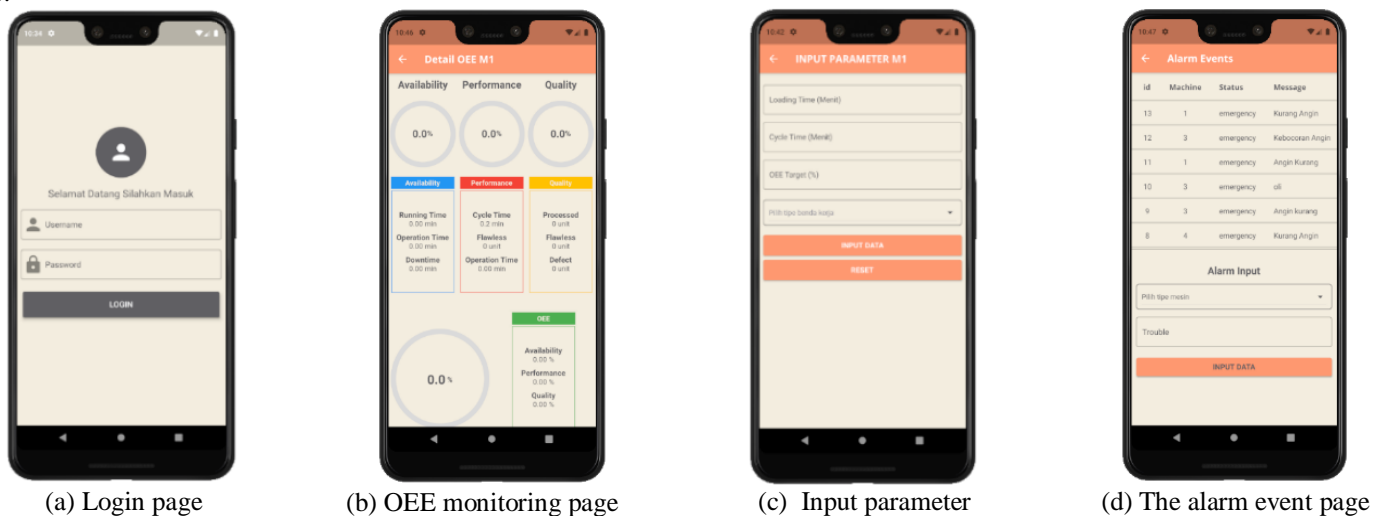 10:34
Selamat Datang Silahkan Masuk
Username
Password
LOGIN
(a) Login page
10:46
← Detail OEE M1
Availability Performance Quality
0.0% 0.0% 0.0%
Availability Performance Quality
Running Time Cycle Time Processed
0.00 min 0.2 min 0 unit
Operation Time Flawless Flawless
0.00 min 0 unit 0 unit
Downtime Operation Time Defect
0.00 min 0.00 min 0 unit
OEE
Availability
0.00 %
Performance
0.00 %
Quality
0.00 %
0.0 %
(b) OEE monitoring page
10:42
← INPUT PARAMETER M1
Loading Time (Menit)
Cycle Time (Menit)
OEE Target (%)
Pilih tipe benda kerja
INPUT DATA
RESET
(c) Input parameter
10:47
← Alarm Events
id Machine Status Message
13 1 emergency Kurang Angin
12 3 emergency Kebocoran Angin
11 1 emergency Angin Kurang
10 3 emergency oli
9 3 emergency Angin kurang
8 4 emergency Kurang Angin
Alarm Input
Pilih tipe mesin
Trouble
INPUT DATA
(d) The alarm event page